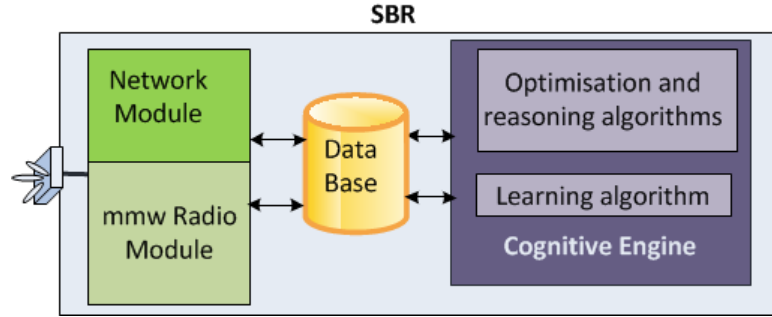 SBR
Network
Module
mmw Radio
Module
Data
Base
Optimisation and
reasoning algorithms
Learning algorithm
Cognitive Engine